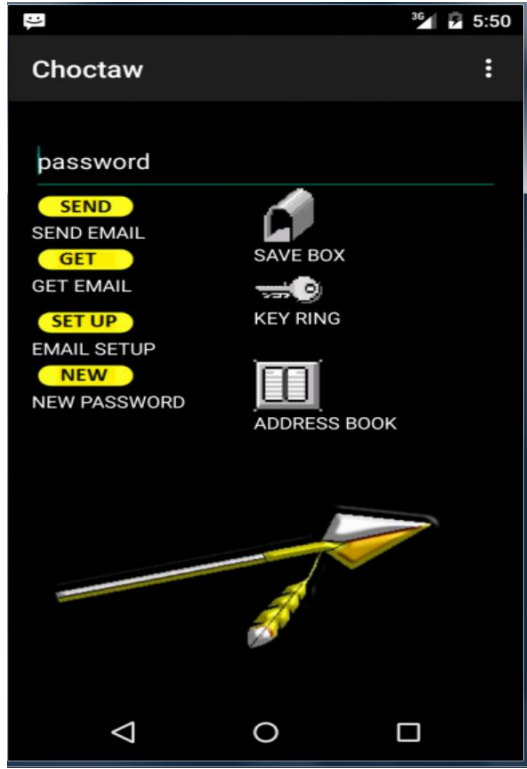 3G 5:50
Choctaw
password
SEND
SEND EMAIL
GET
GET EMAIL
SET UP
EMAIL SETUP
NEW
NEW PASSWORD
SAVE BOX
KEY RING
ADDRESS BOOK